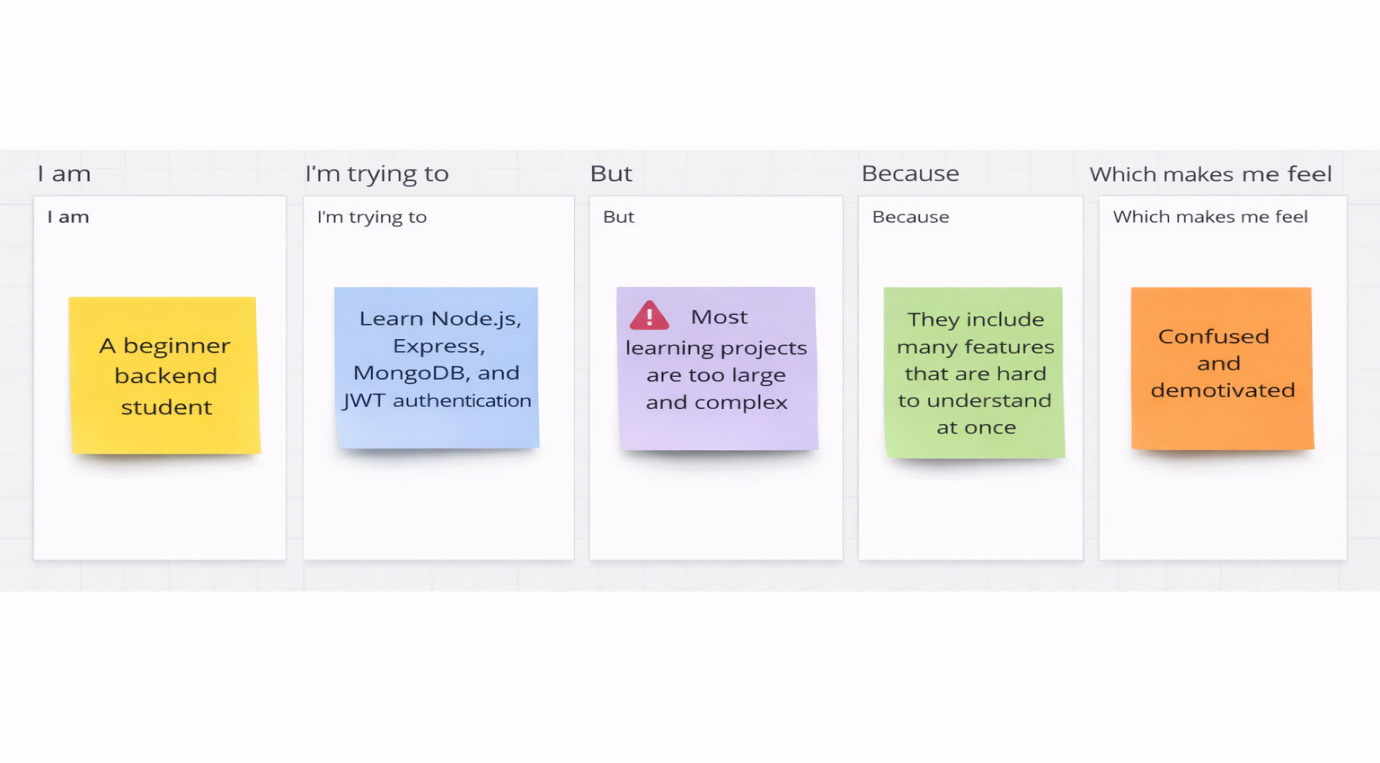 I am
I'm trying to
But
Because
Which makes me feel
I am
I'm trying to
But
Because
Which makes me feel
A beginner
backend
student
Learn Node.js,
Express,
MongoDB, and
JWT authentication
Most
learning projects
are too large
and complex
They include
many features
that are hard
to understand
at once
Confused
and
demotivated